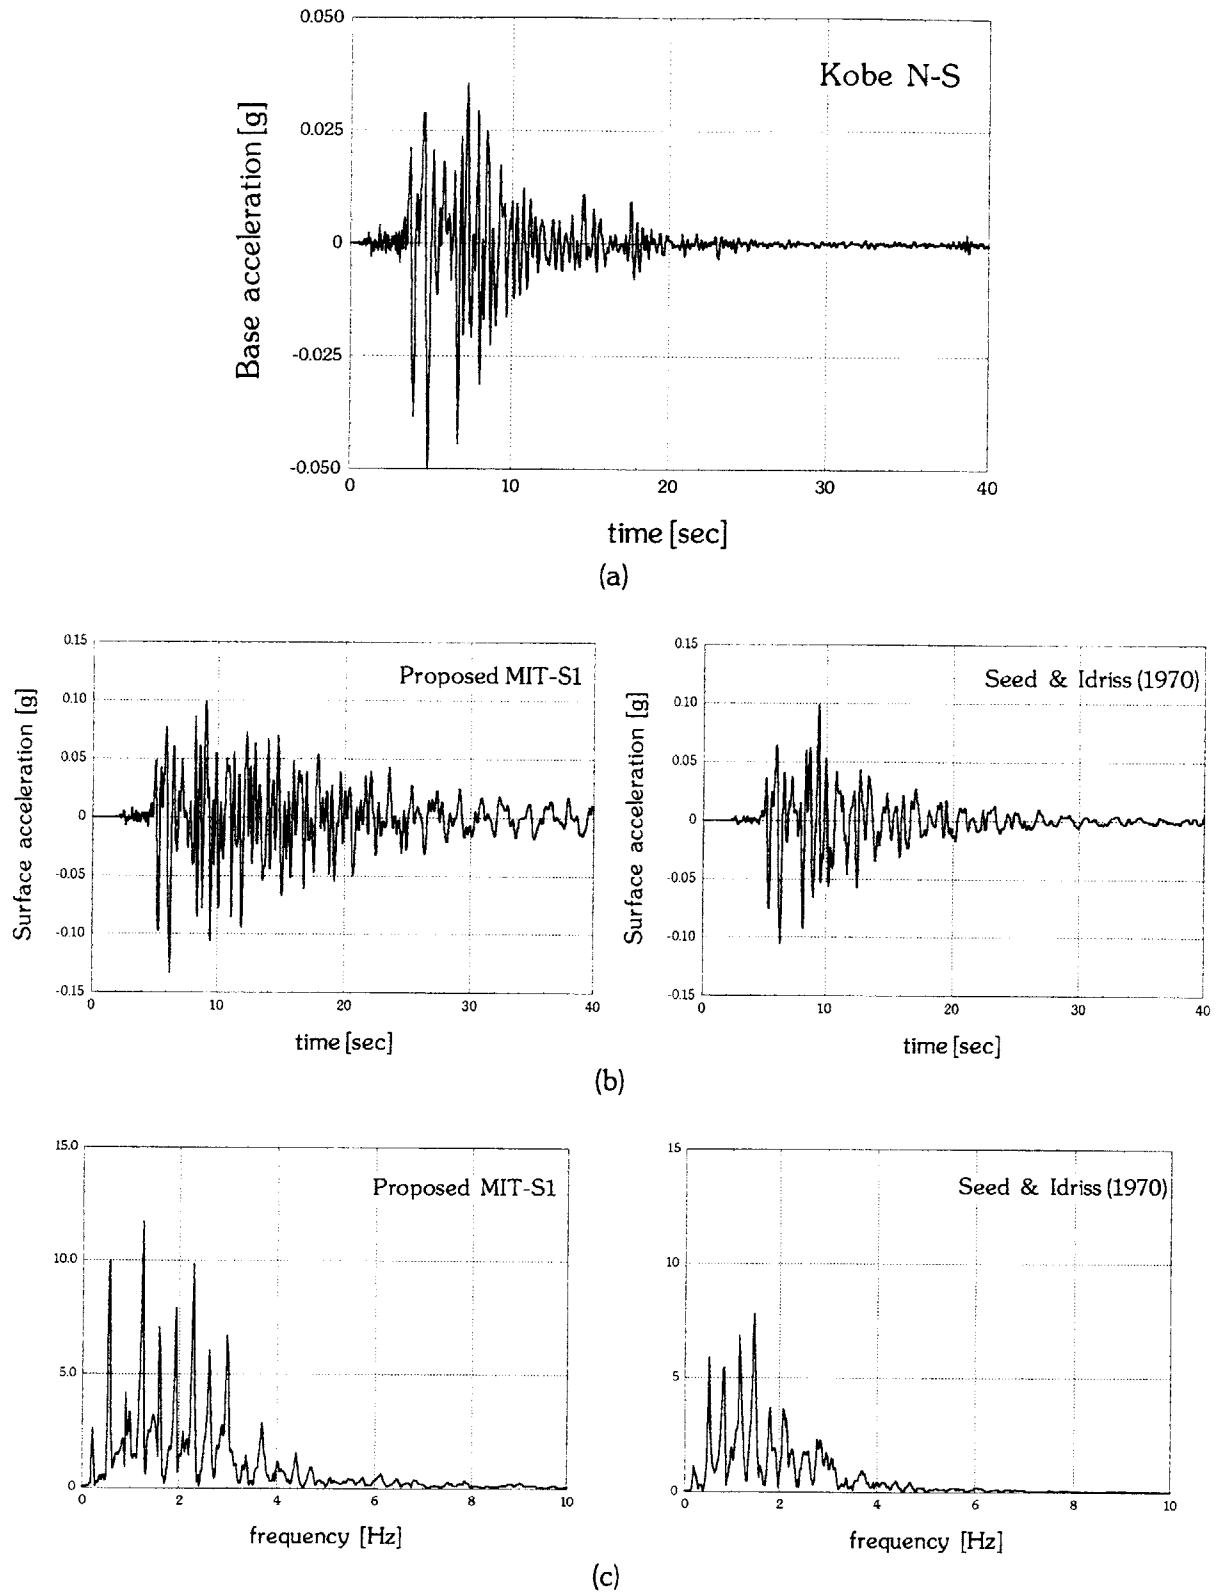 0.050
Kobe N-S
0.025
0
-0.025
-0.050
Base acceleration [g]
0 10 20 30 40
time [sec]
(a)
0.15
Proposed MIT-S1
0.10
0.05
0
-0.05
-0.10
-0.15
Surface acceleration [g]
0 10 20 30 40
time [sec]
0.15
Seed & Idriss (1970)
0.10
0.05
0
-0.05
-0.10
-0.15
Surface acceleration [g]
0 10 20 30 40
time [sec]
(b)
15.0
Proposed MIT-S1
10.0
5.0
0
0 2 4 6 8 10
frequency [Hz]
15
Seed & Idriss (1970)
10
5
0
0 2 4 6 8 10
frequency [Hz]
(c)